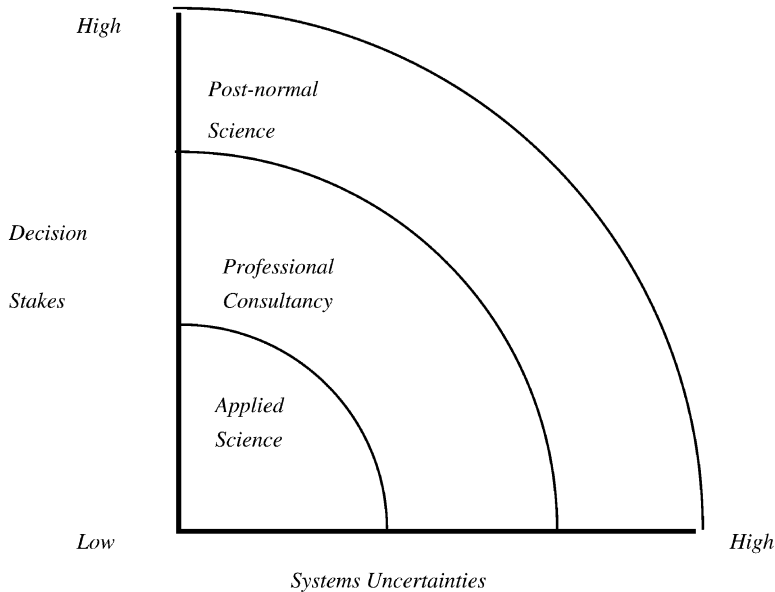 High
Post-normal
Science
Decision
Professional
Stakes
Consultancy
Applied
Science
Low
High
Systems Uncertainties